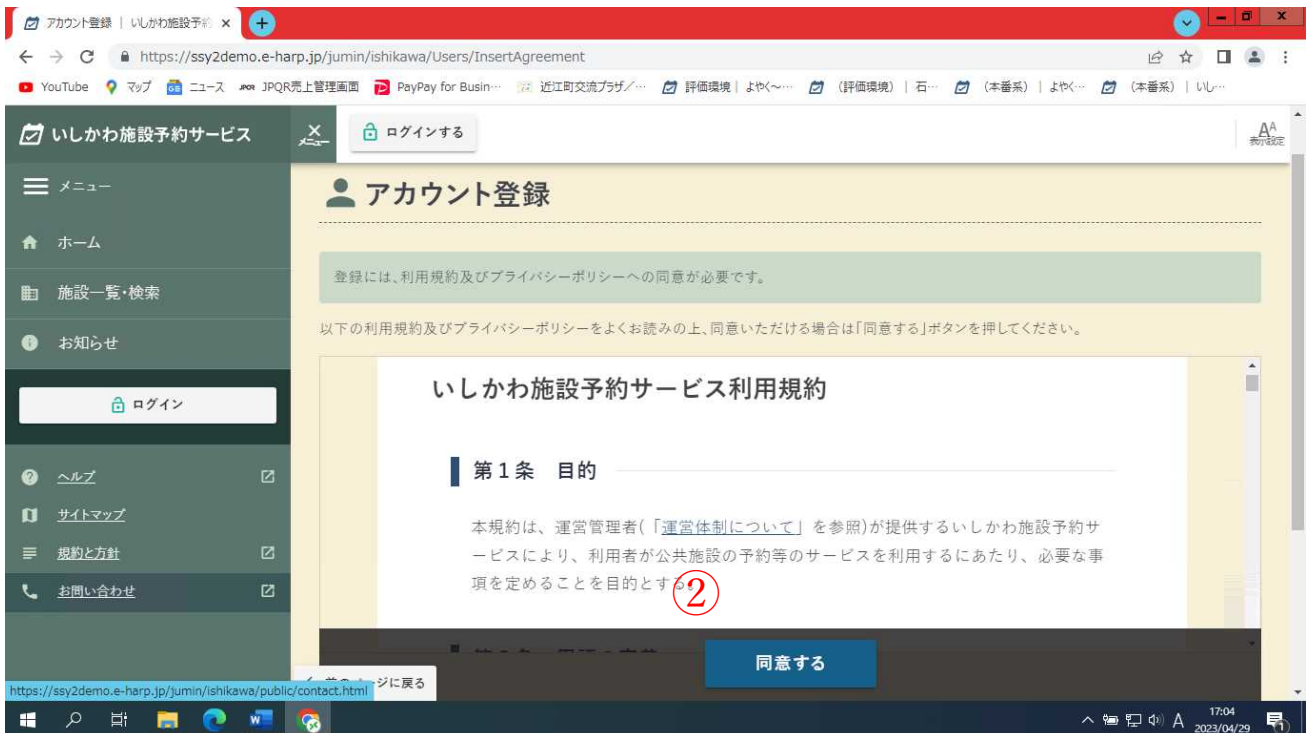 アカウント登録 | いしかわ施設予約
https://ssy2demo.e-harp.jp/jumin/ishikawa/Users/InsertAgreement
YouTube マップ ニュース JPQR売上管理画面 PayPay for Busin… 近江町交流プラザ/… 評価環境 | よやく～… (評価環境) | 石… (本番系) | よやく… (本番系) | いし…
いしかわ施設予約サービス
メニュー
ログインする
AA
表示設定
メニュー
ホーム
施設一覧・検索
お知らせ
ログイン
ヘルプ
サイトマップ
規約と方針
お問い合わせ
アカウント登録
登録には、利用規約及びプライバシーポリシーへの同意が必要です。
以下の利用規約及びプライバシーポリシーをよくお読みの上、同意いただける場合は「同意する」ボタンを押してください。
いしかわ施設予約サービス利用規約
第1条　目的
本規約は、運営管理者(「運営体制について」を参照)が提供するいしかわ施設予約サ
ービスにより、利用者が公共施設の予約等のサービスを利用するにあたり、必要な事
項を定めることを目的とする。
②
同意する
ページに戻る
https://ssy2demo.e-harp.jp/jumin/ishikawa/public/contact.html
A
17:04
2023/04/29